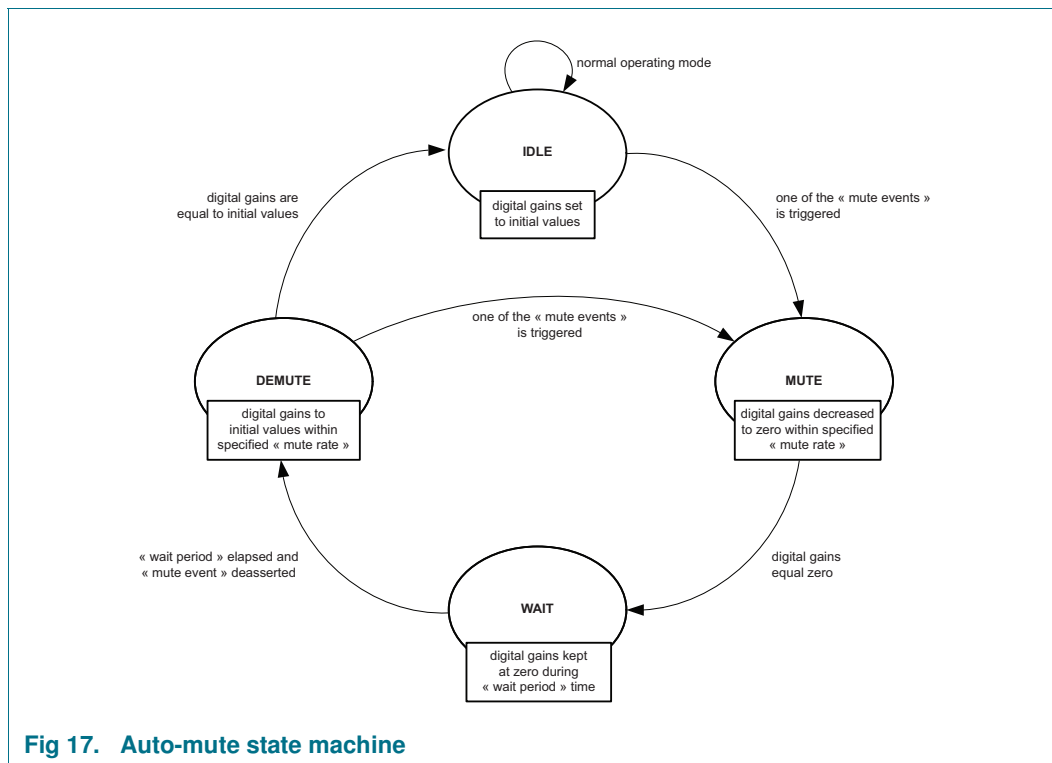 normal operating mode
IDLE
digital gains set
to initial values
digital gains are
equal to initial values
one of the « mute events »
is triggered
one of the « mute events »
is triggered
DEMUTE
digital gains to
initial values within
specified « mute rate »
MUTE
digital gains decreased
to zero within specified
« mute rate »
« wait period » elapsed and
« mute event » deasserted
digital gains
equal zero
WAIT
digital gains kept
at zero during
« wait period » time
Fig 17. Auto-mute state machine